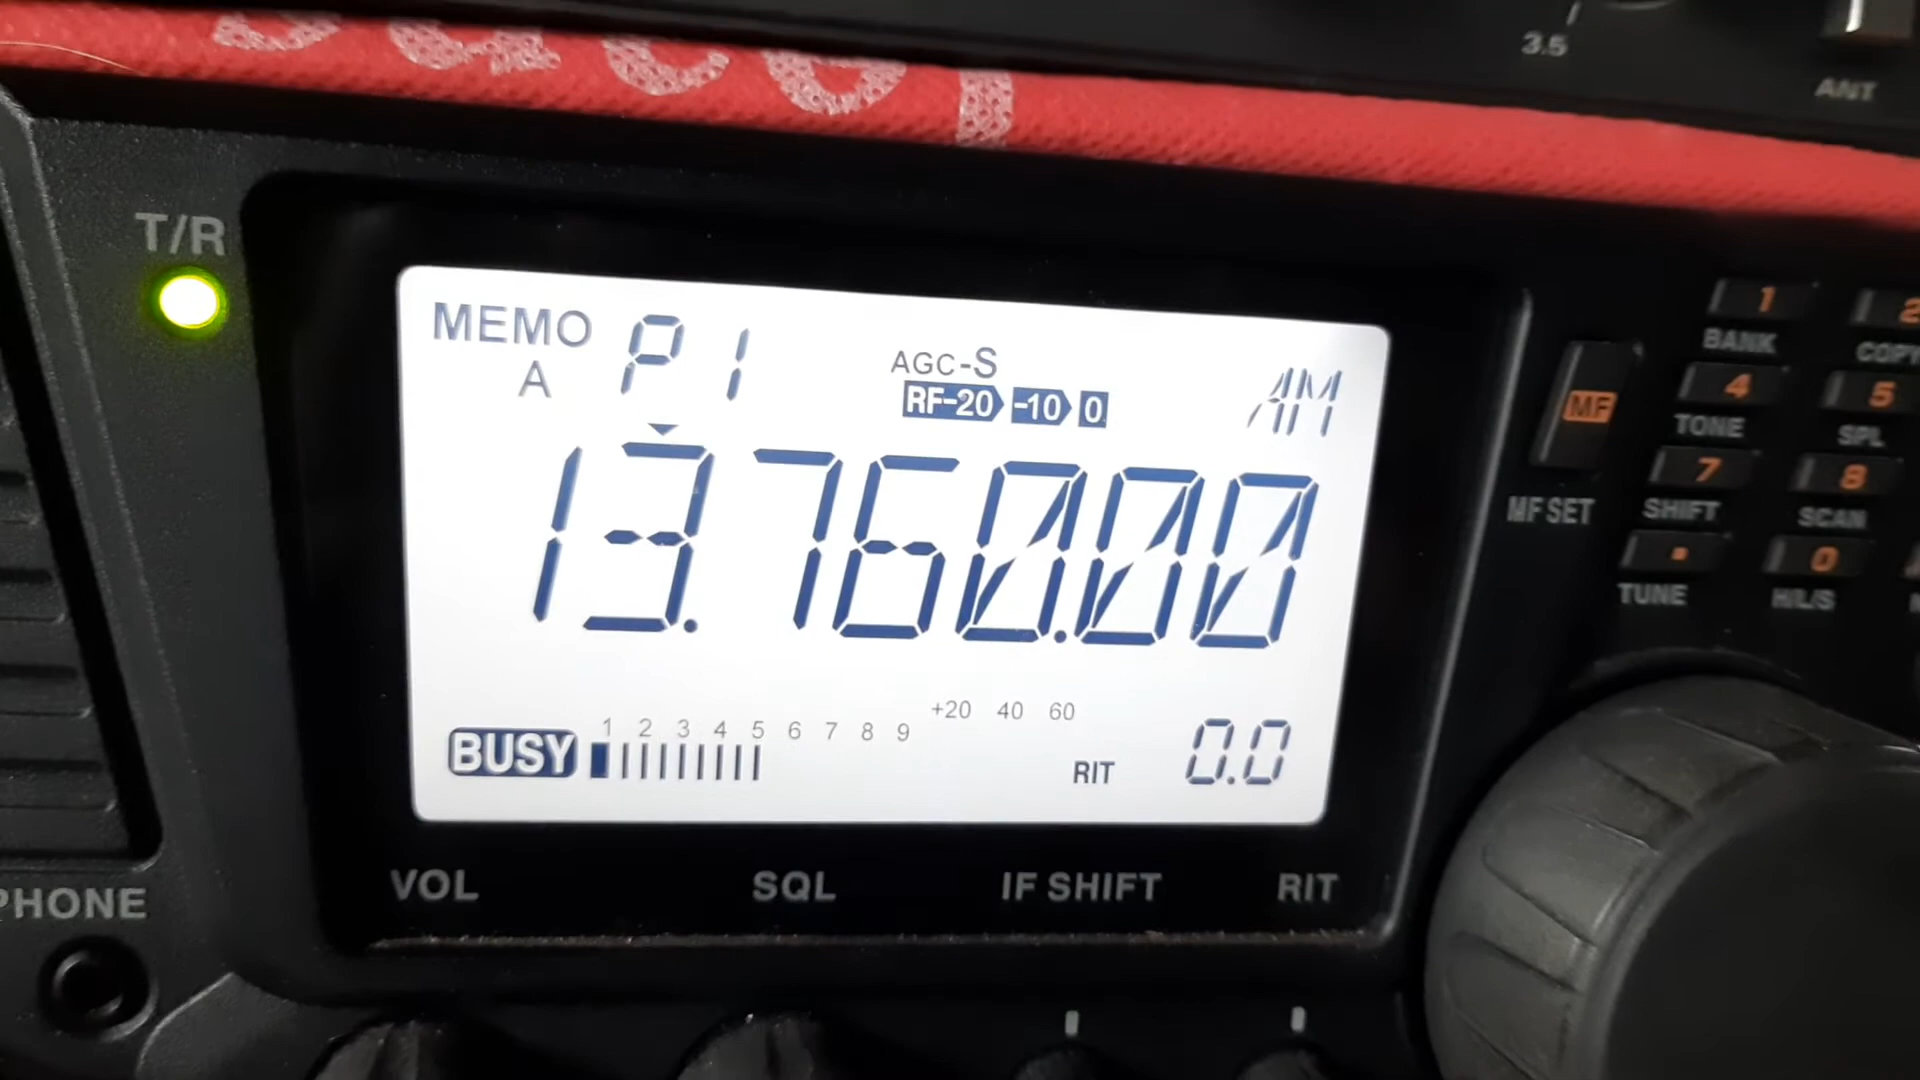 3.5
ANT
T/R
MEMO P1
A
AGC-S
RF-20 -10 0
AM
13.760.00
BUSY
1 2 3 4 5 6 7 8 9 +20 40 60
RIT 0.0
VOL SQL IF SHIFT RIT
PHONE
MF
MF SET
1 2
BANK COPY
4 5
TONE SPL
7 8
SHIFT SCAN
. 0
TUNE H/L/S